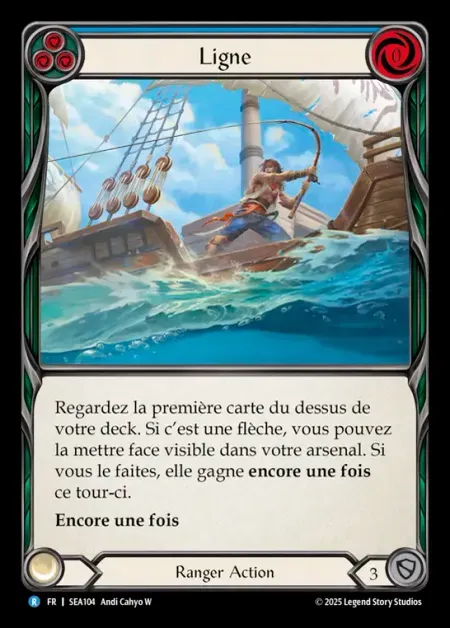 0
Ligne
Regardez la première carte du dessus de
votre deck. Si c'est une flèche, vous pouvez
la mettre face visible dans votre arsenal. Si
vous le faites, elle gagne encore une fois
ce tour-ci.
Encore une fois
Ranger Action
3
R FR | SEA104 Andi Cahyo W
© 2025 Legend Story Studios